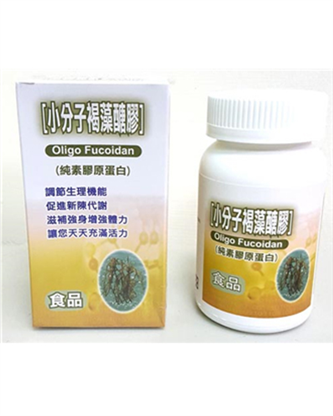 [小分子褐藻醣膠]
Oligo Fucoidan
(純素膠原蛋白)
調節生理機能
促進新陳代謝
滋補強身增強體力
讓您天天充滿活力
食品
[小分子褐藻醣膠]
Oligo Fucoidan
(純素膠原蛋白)
食品